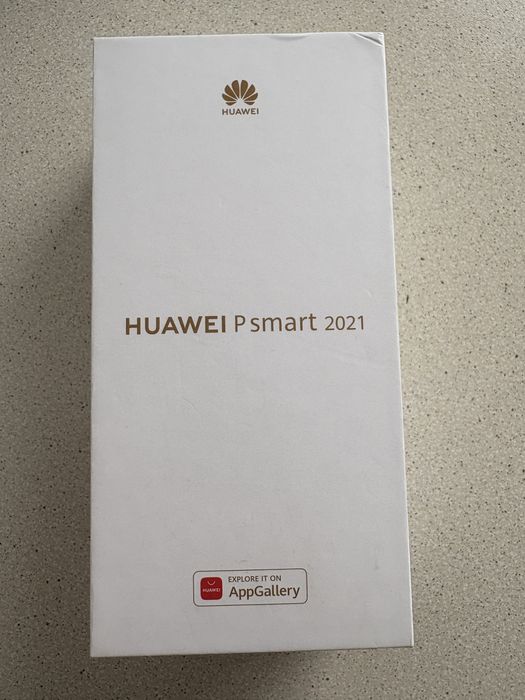 HUAWEI
HUAWEI P smart 2021
EXPLORE IT ON
HUAWEI
AppGallery